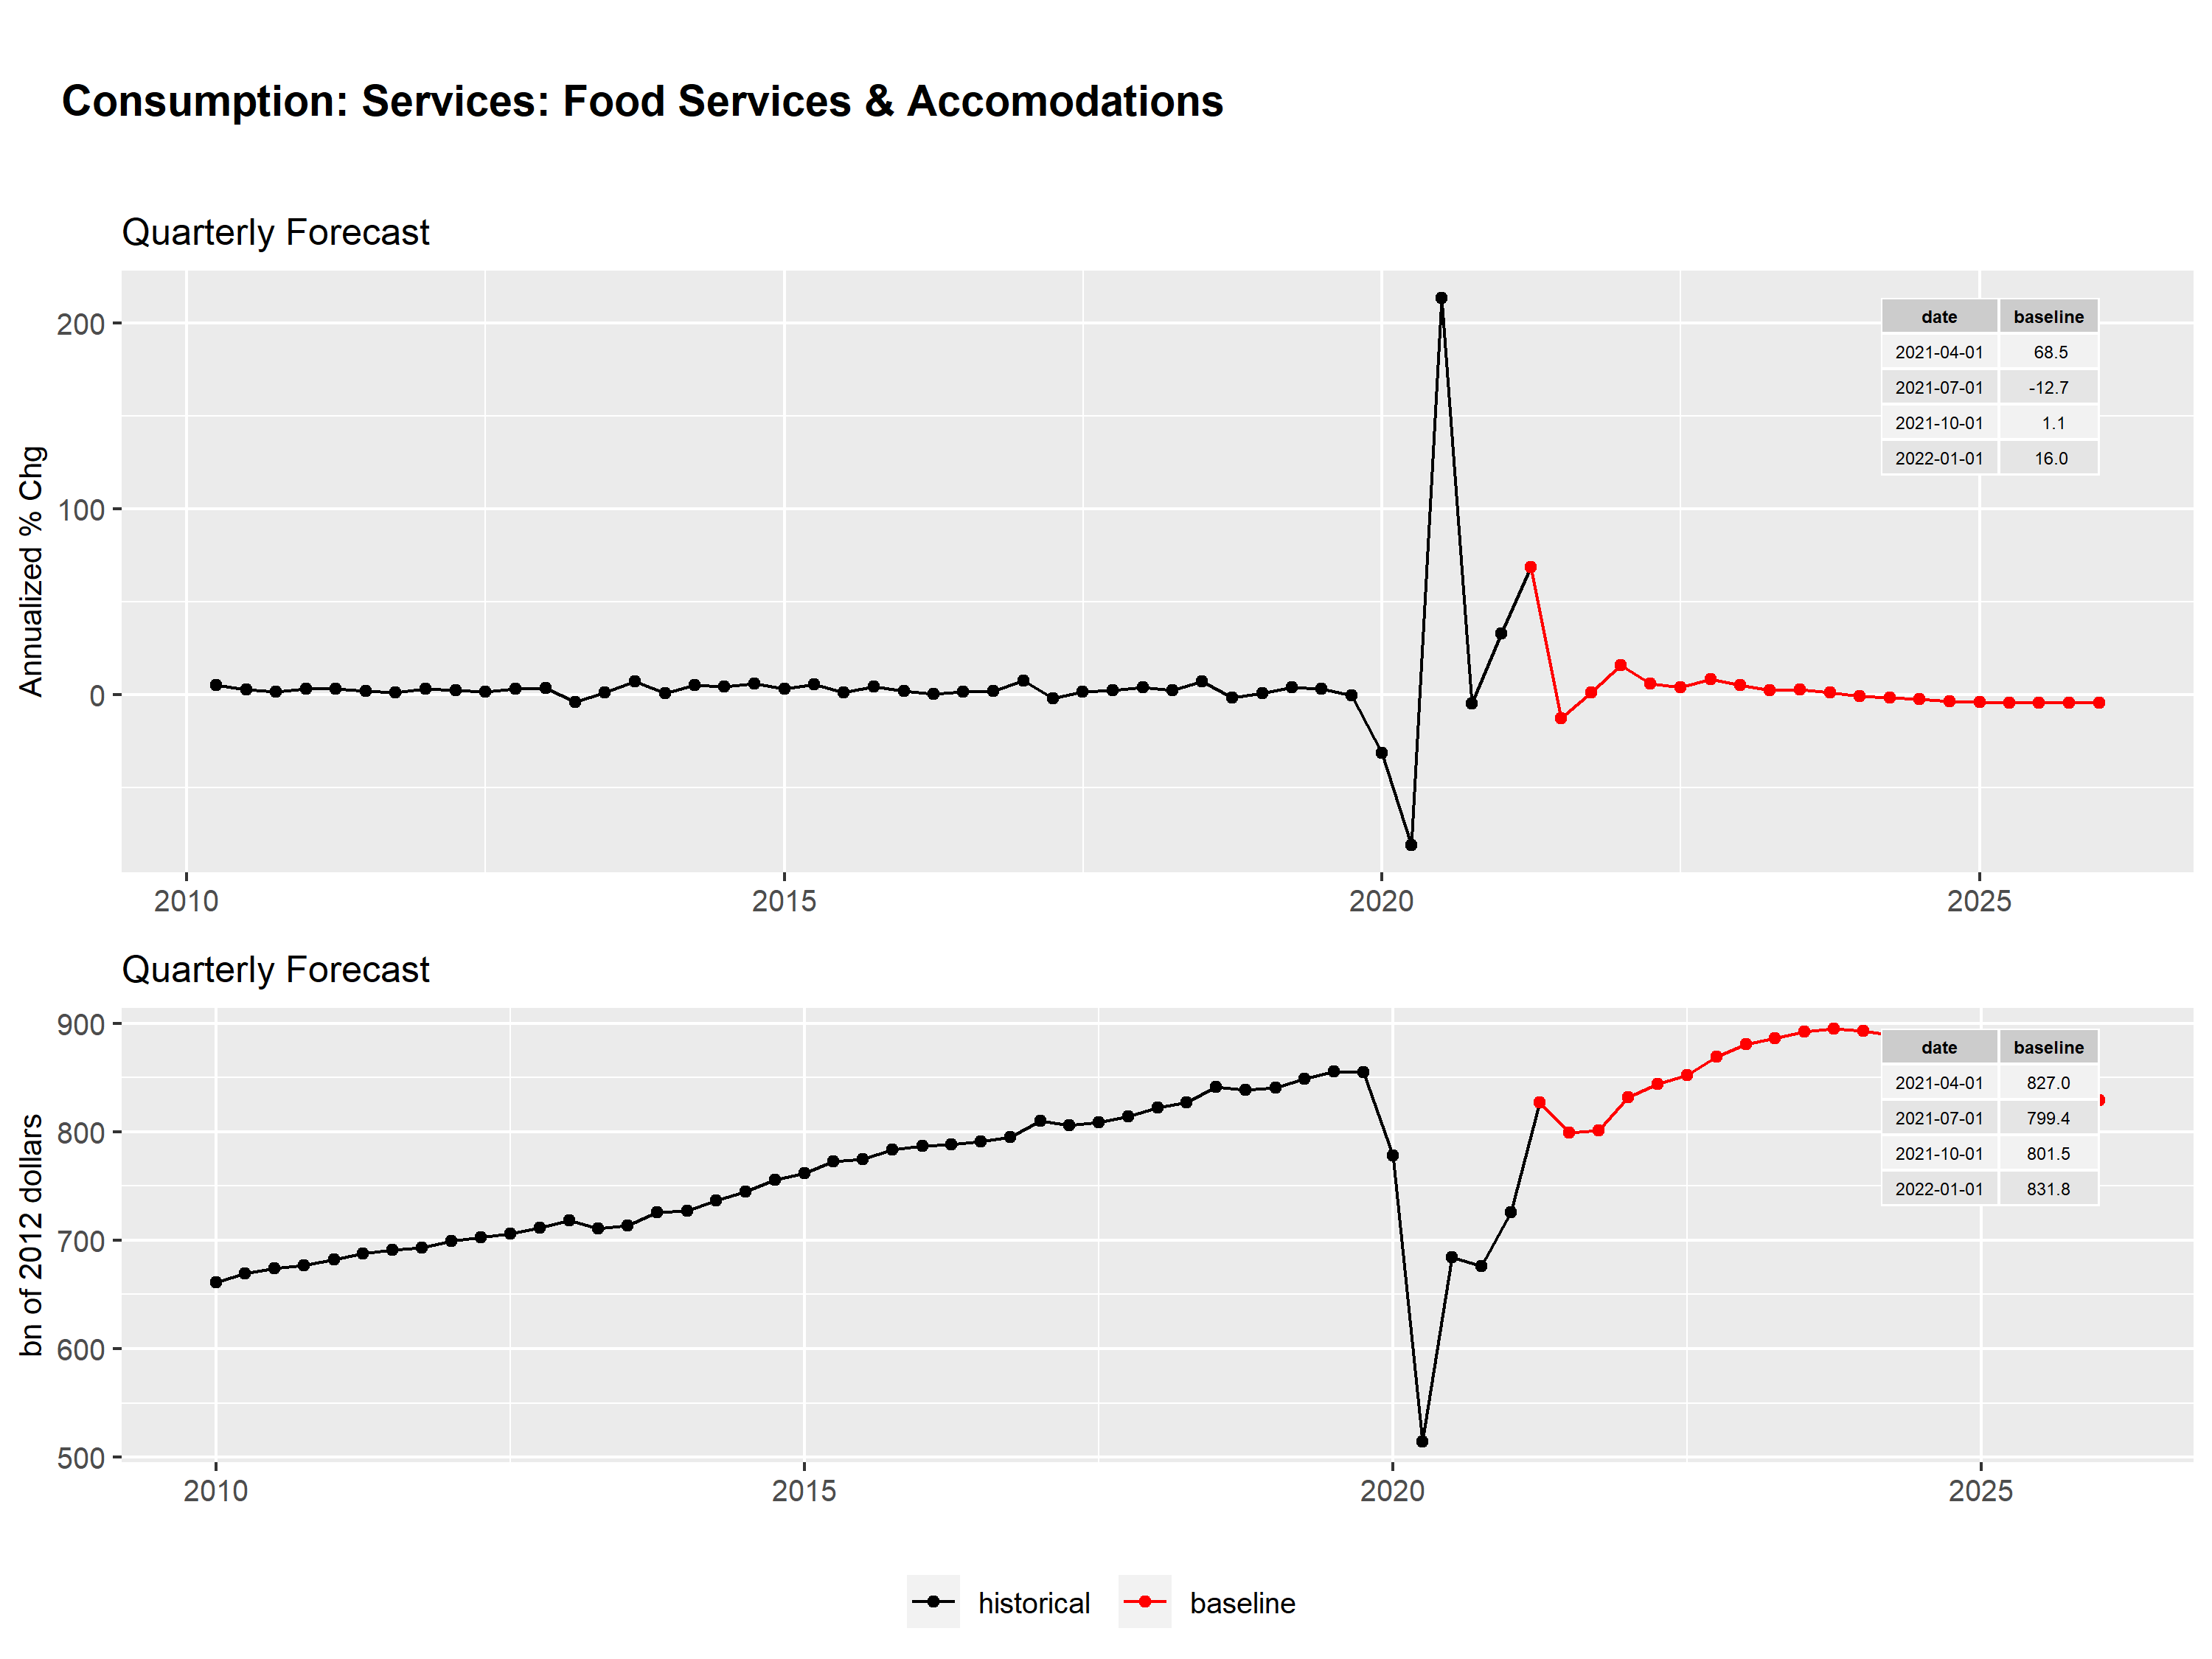 Consumption: Services: Food Services & Accomodations
Quarterly Forecast
Annualized % Chg
200
100
0
date baseline
2021-04-01 68.5
2021-07-01 -12.7
2021-10-01 1.1
2022-01-01 16.0
2010 2015 2020 2025
Quarterly Forecast
bn of 2012 dollars
900
800
700
600
500
date baseline
2021-04-01 827.0
2021-07-01 799.4
2021-10-01 801.5
2022-01-01 831.8
2010 2015 2020 2025
historical baseline